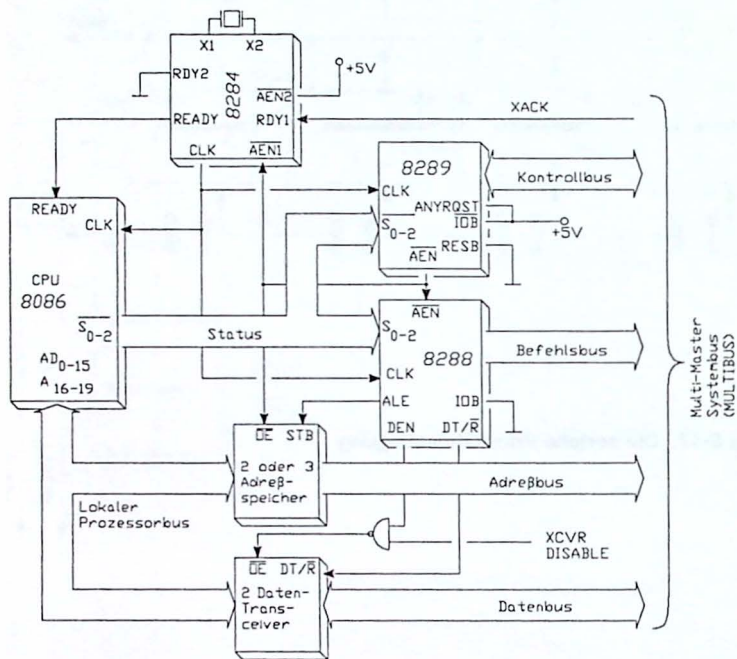 X1 X2
RDY2
8284
+5V
AEN2
READY
RDY1
XACK
CLK
AEN1
8289
CLK
Kontrollbus
ANYRQST
IOB
+5V
S0-2
RESB
AEN
READY
CLK
CPU
8086
S0-2
Status
AD0-15
A16-19
AEN
S0-2
8288
Befehlsbus
CLK
ALE
IOB
DEN
DT/R
Multi-Master
Systembus
(MULTIBUS)
OE STB
2 oder 3
Adreß-
speicher
Adreßbus
Lokaler
Prozessorbus
XCVR
DISABLE
OE DT/R
2 Daten-
Trans-
ceiver
Datenbus